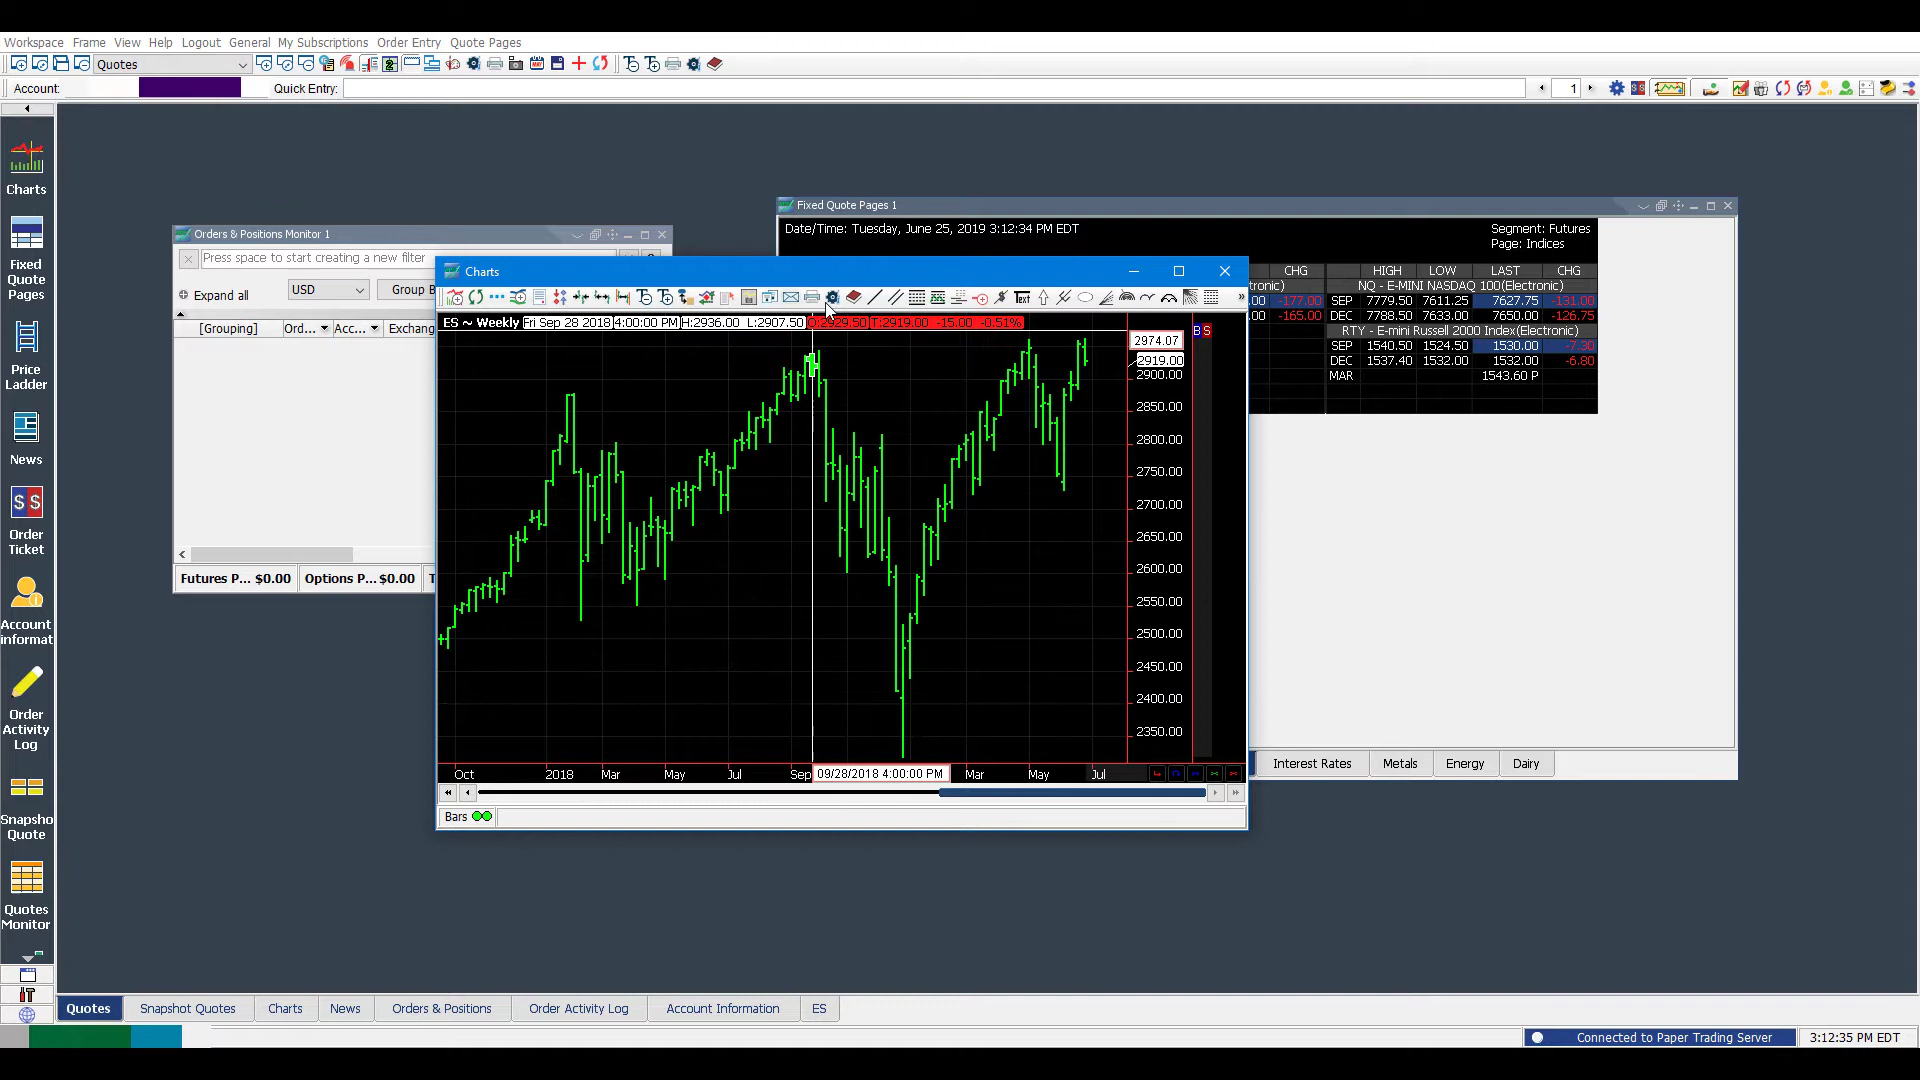 Workspace Frame View Help Logout General My Subscriptions Order Entry Quote Pages
Quotes
Account:
Quick Entry:
1
Charts
Fixed
Quote
Pages
Price
Ladder
News
Order
Ticket
Account
informat
Order
Activity
Log
Snapsho
Quote
Quotes
Monitor
Orders & Positions Monitor 1
Press space to start creating a new filter
Expand all
USD
Group B
[Grouping] Ord... Acc... Exchang
Futures P... $0.00 Options P... $0.00 T
Fixed Quote Pages 1
Date/Time: Tuesday, June 25, 2019 3:12:34 PM EDT
Segment: Futures
Page: Indices
CHG HIGH LOW LAST CHG
onic) -177.00 NQ - E-MINI NASDAQ 100(Electronic)
-165.00 SEP 7779.50 7611.25 7627.75 -131.00
DEC 7788.50 7633.00 7650.00 -126.75
RTY - E-mini Russell 2000 Index(Electronic)
SEP 1540.50 1524.50 1530.00 -7.30
DEC 1537.40 1532.00 1532.00 -6.80
MAR 1543.60 P
Interest Rates Metals Energy Dairy
Charts
Text
ES ~ Weekly Fri Sep 28 2018 4:00:00 PM H:2936.00 L:2907.50 O:2929.50 T:2919.00 -15.00 -0.51%
B S
2974.07
2919.00
2900.00
2850.00
2800.00
2750.00
2700.00
2650.00
2600.00
2550.00
2500.00
2450.00
2400.00
2350.00
Oct 2018 Mar May Jul Sep 09/28/2018 4:00:00 PM Mar May Jul
Bars
Quotes Snapshot Quotes Charts News Orders & Positions Order Activity Log Account Information ES
Connected to Paper Trading Server 3:12:35 PM EDT